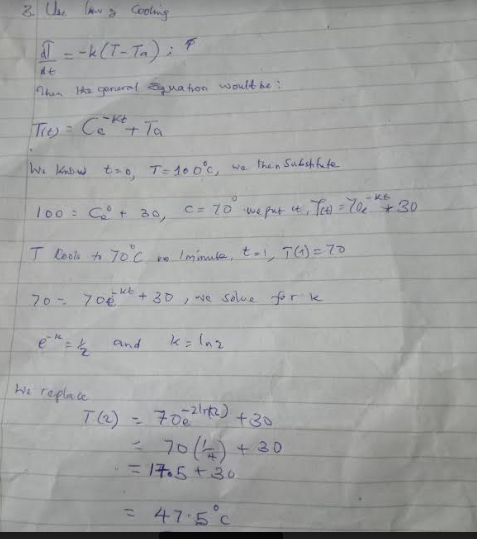 3. Use law of Cooling
dT/dt = -k(T-Ta);
Then the general Equation would be:
T(t) = Ce^-kt + Ta
We know t=0, T=100°C, we then substitute
100 = Ce^0 + 30, C = 70° we put it, T(t) = 70e^-kt + 30
T Cools to 70°C in 1 minute, t=1, T(1) = 70
70 = 70e^-kt + 30, we solve for k
e^-k = 1/2 and k = ln2
We replace
T(2) = 70e^-2ln(2) + 30
= 70(1/4) + 30
= 17.5 + 30
= 47.5°C